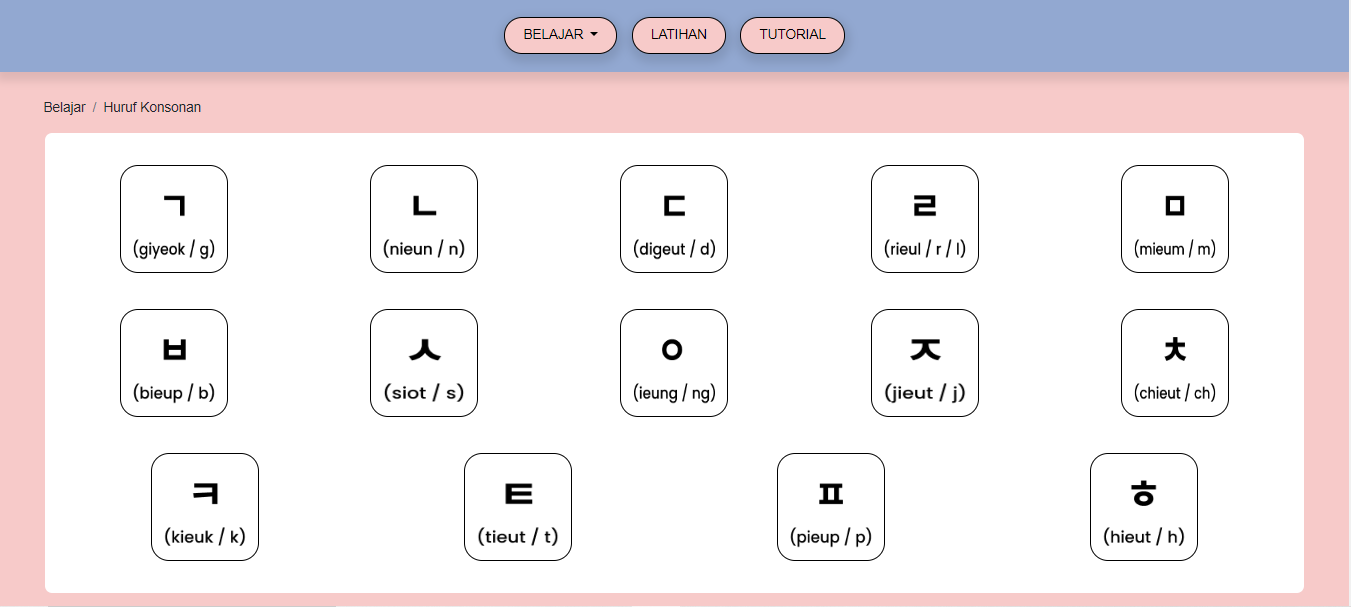 BELAJAR LATIHAN TUTORIAL
Belajar / Huruf Konsonan
ㄱ ㄴ ㄷ ㄹ ㅁ
(giyeok / g) (nieun / n) (digeut / d) (rieul / r / l) (mieum / m)
ㅂ ㅅ ㅇ ㅈ ㅊ
(bieup / b) (siot / s) (ieung / ng) (jieut / j) (chieut / ch)
ㅋ ㅌ ㅍ ㅎ
(kieuk / k) (tieut / t) (pieup / p) (hieut / h)